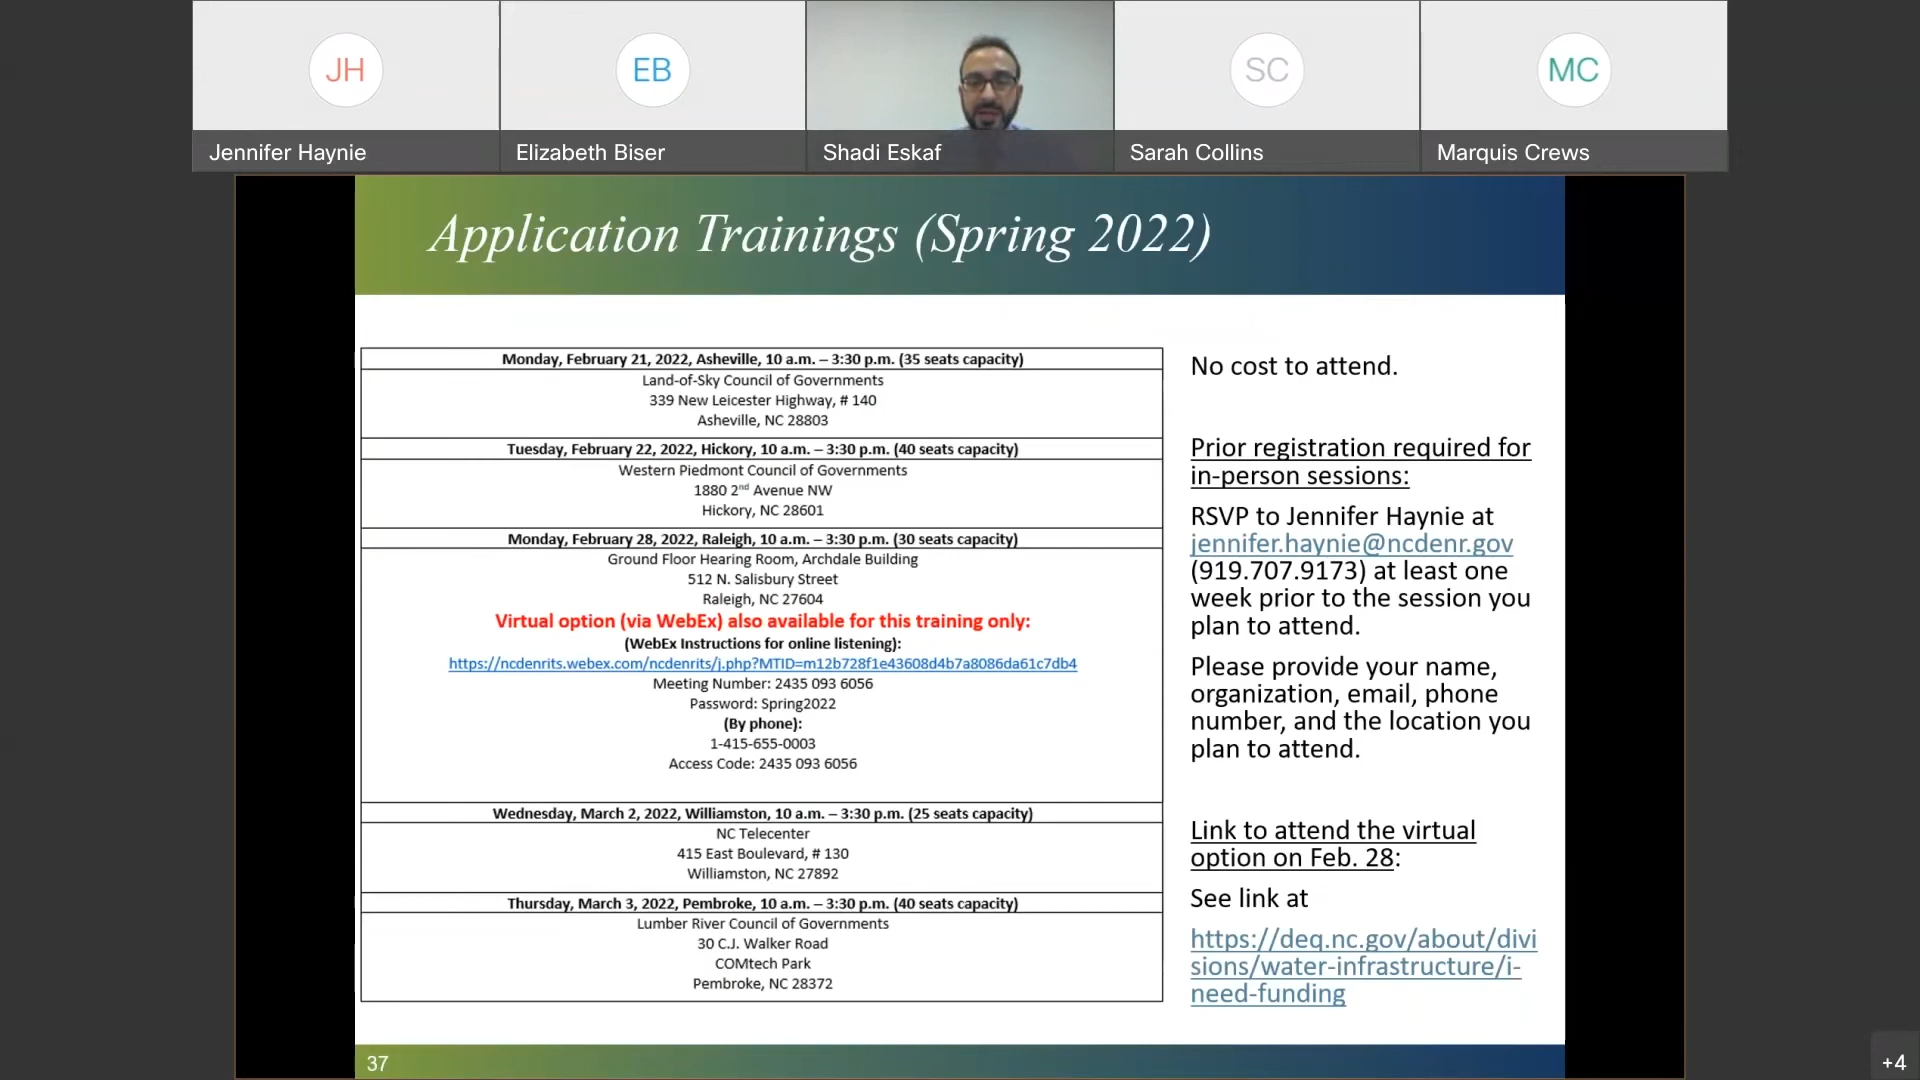 JH
EB
SC
MC
Jennifer Haynie
Elizabeth Biser
Shadi Eskaf
Sarah Collins
Marquis Crews
Application Trainings (Spring 2022)
Monday, February 21, 2022, Asheville, 10 a.m. – 3:30 p.m. (35 seats capacity)
Land-of-Sky Council of Governments
339 New Leicester Highway, # 140
Asheville, NC 28803
Tuesday, February 22, 2022, Hickory, 10 a.m. – 3:30 p.m. (40 seats capacity)
Western Piedmont Council of Governments
1880 2nd Avenue NW
Hickory, NC 28601
Monday, February 28, 2022, Raleigh, 10 a.m. – 3:30 p.m. (30 seats capacity)
Ground Floor Hearing Room, Archdale Building
512 N. Salisbury Street
Raleigh, NC 27604
Virtual option (via WebEx) also available for this training only:
(WebEx Instructions for online listening):
https://ncdenrits.webex.com/ncdenrits/j.php?MTID=m12b728f1e43608d4b7a8086da61c7db4
Meeting Number: 2435 093 6056
Password: Spring2022
(By phone):
1-415-655-0003
Access Code: 2435 093 6056
Wednesday, March 2, 2022, Williamston, 10 a.m. – 3:30 p.m. (25 seats capacity)
NC Telecenter
415 East Boulevard, # 130
Williamston, NC 27892
Thursday, March 3, 2022, Pembroke, 10 a.m. – 3:30 p.m. (40 seats capacity)
Lumber River Council of Governments
30 C.J. Walker Road
COMtech Park
Pembroke, NC 28372
No cost to attend.
Prior registration required for
in-person sessions:
RSVP to Jennifer Haynie at
jennifer.haynie@ncdenr.gov
(919.707.9173) at least one
week prior to the session you
plan to attend.
Please provide your name,
organization, email, phone
number, and the location you
plan to attend.
Link to attend the virtual
option on Feb. 28:
See link at
https://deq.nc.gov/about/divi
sions/water-infrastructure/i-
need-funding
37
+4